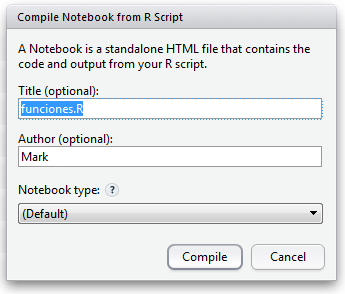 Compile Notebook from R Script
A Notebook is a standalone HTML file that contains the
code and output from your R script.
Title (optional):
funciones.R
Author (optional):
Mark
Notebook type: ?
(Default)
Compile Cancel